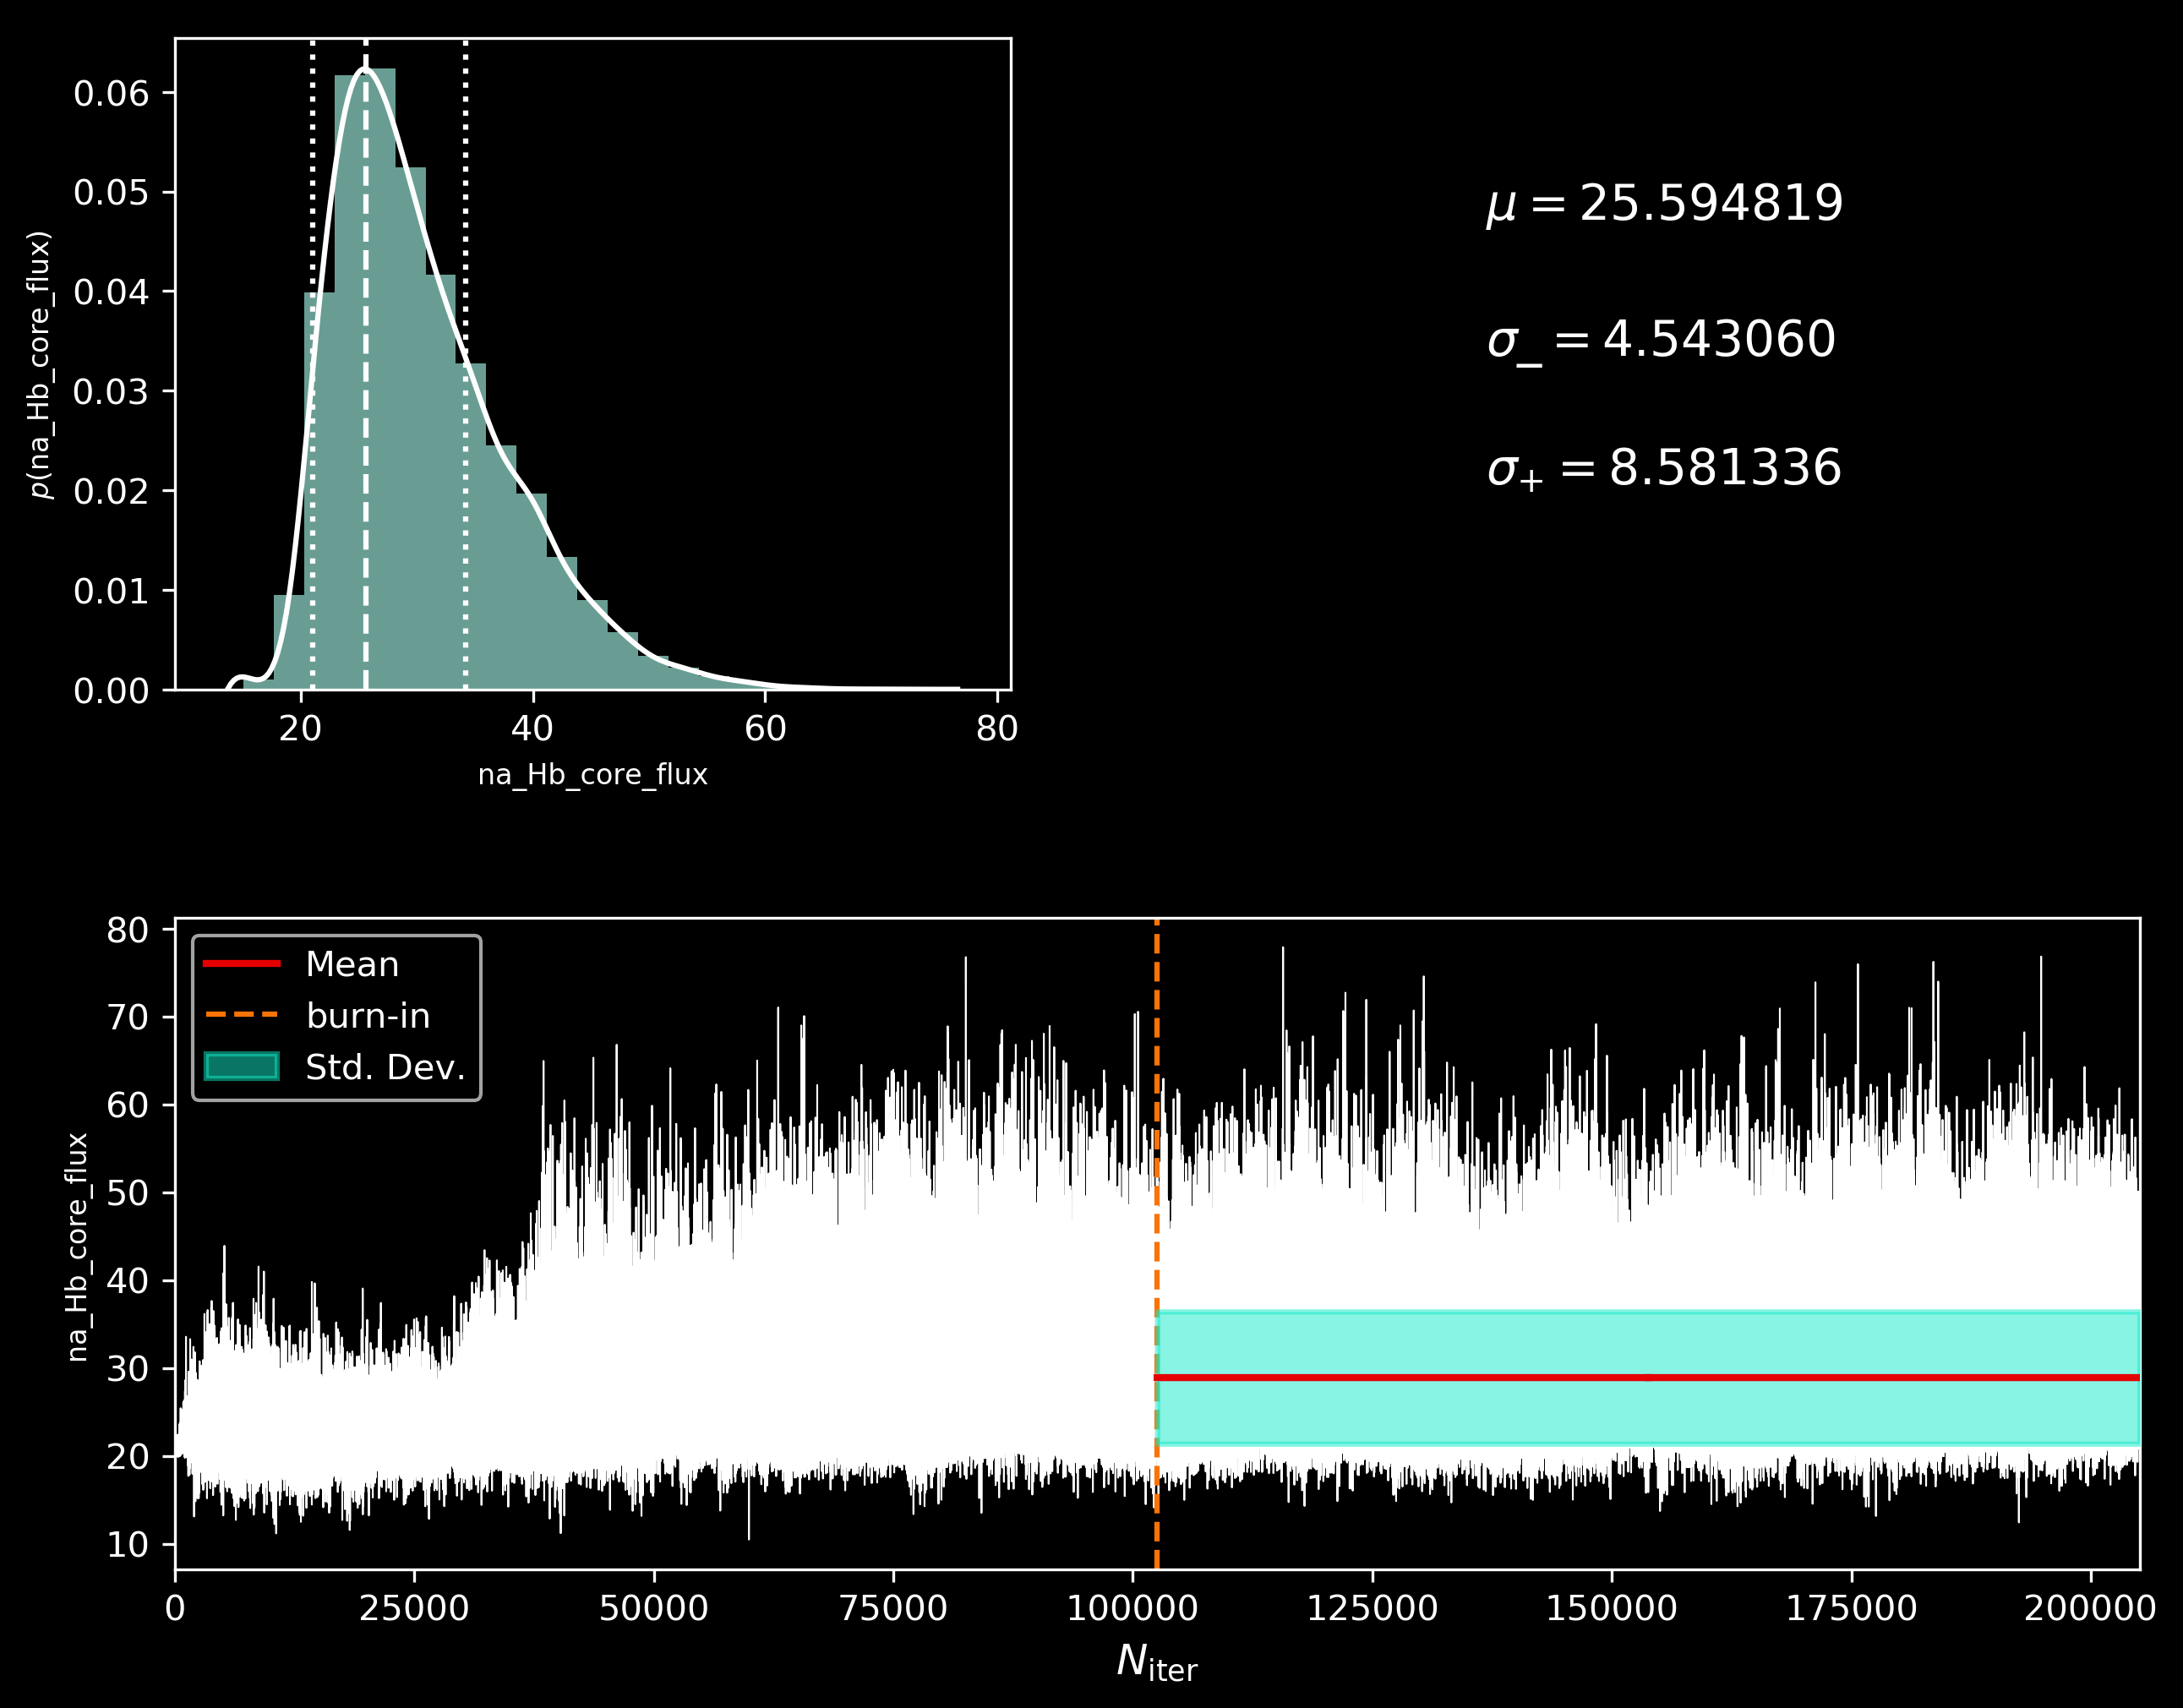 0.06
0.05
0.04
0.03
0.02
0.01
0.00
p(na_Hb_core_flux)
20 40 60 80
na_Hb_core_flux
μ = 25.594819
σ_− = 4.543060
σ_+ = 8.581336
80
70
60
50
40
30
20
10
na_Hb_core_flux
Mean
burn-in
Std. Dev.
0 25000 50000 75000 100000 125000 150000 175000 200000
N_iter